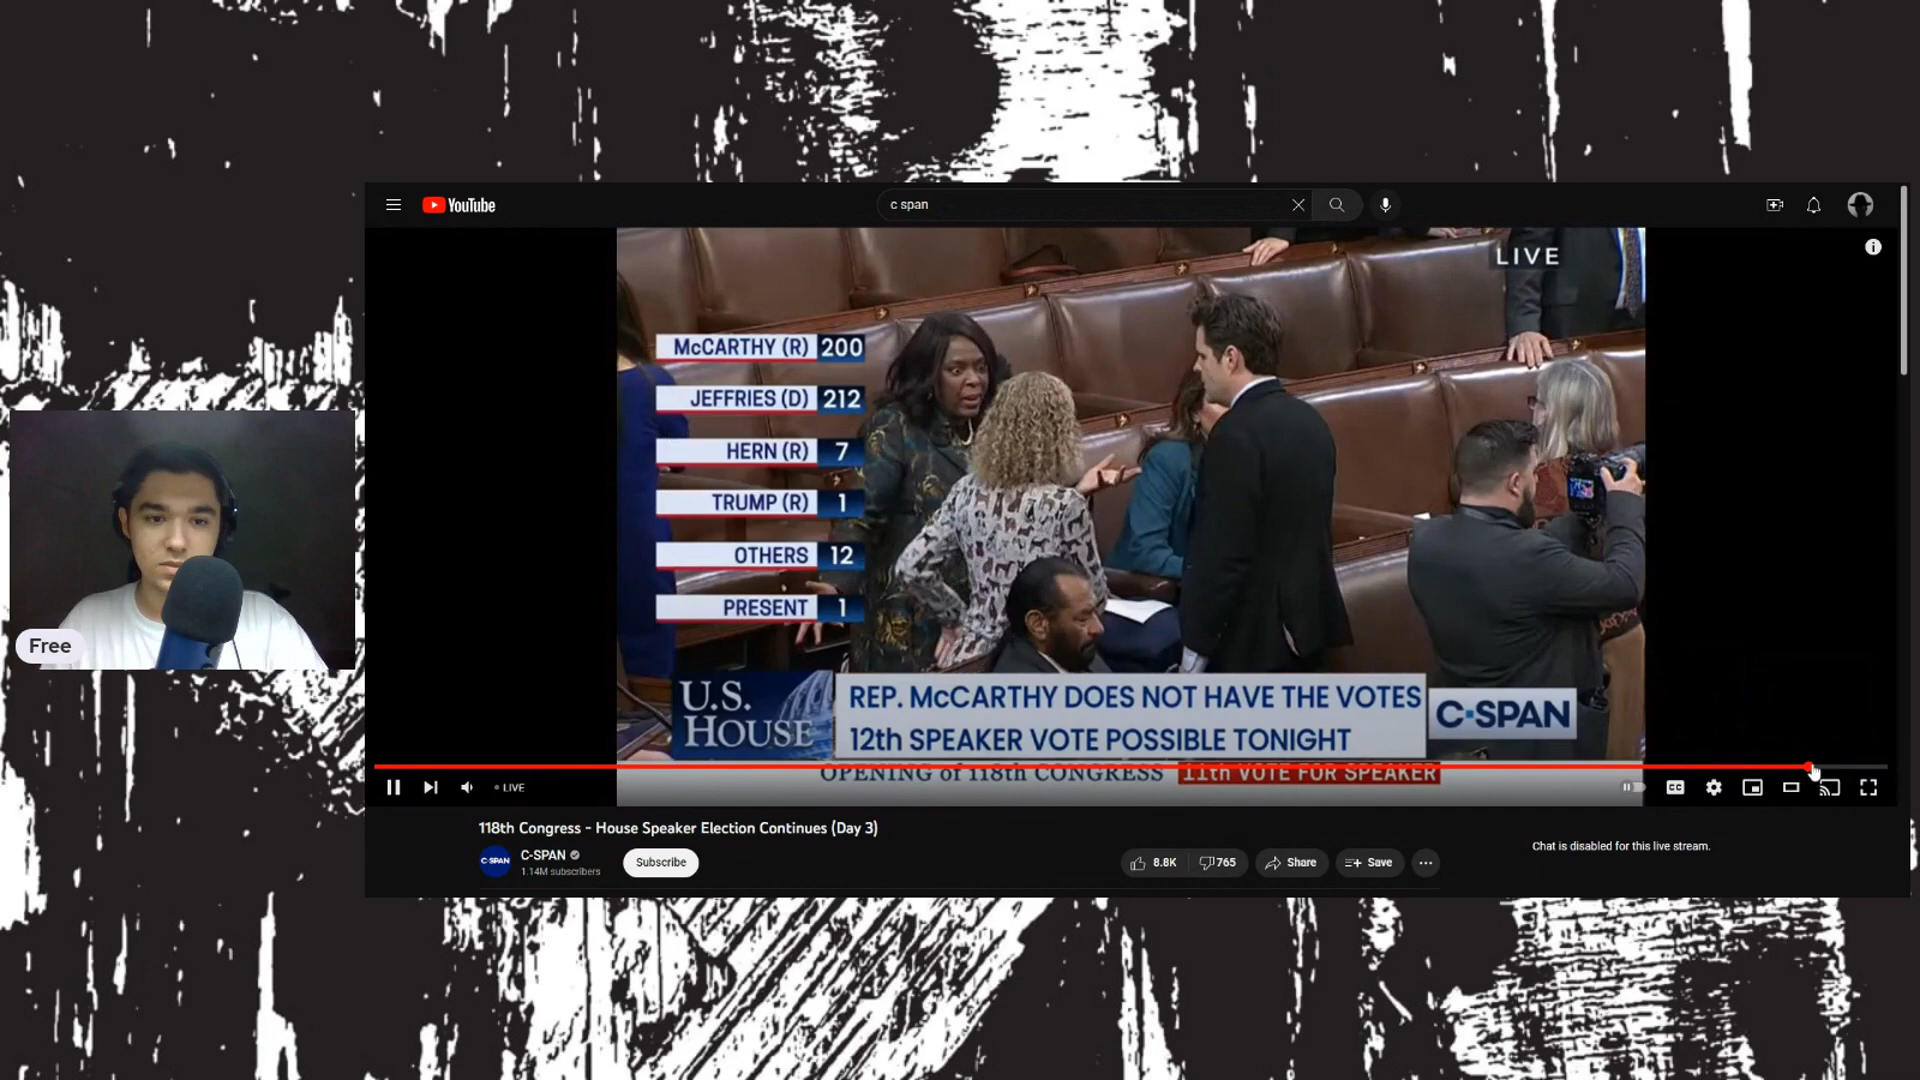 YouTube
c span
LIVE
McCARTHY (R) 200
JEFFRIES (D) 212
HERN (R) 7
TRUMP (R) 1
OTHERS 12
PRESENT 1
U.S. HOUSE
REP. McCARTHY DOES NOT HAVE THE VOTES
12th SPEAKER VOTE POSSIBLE TONIGHT
C-SPAN
OPENING of 118th CONGRESS 11th VOTE FOR SPEAKER
LIVE
CC
118th Congress - House Speaker Election Continues (Day 3)
C-SPAN
C-SPAN
1.14M subscribers
Subscribe
8.8K
765
Share
Save
Chat is disabled for this live stream.
Free